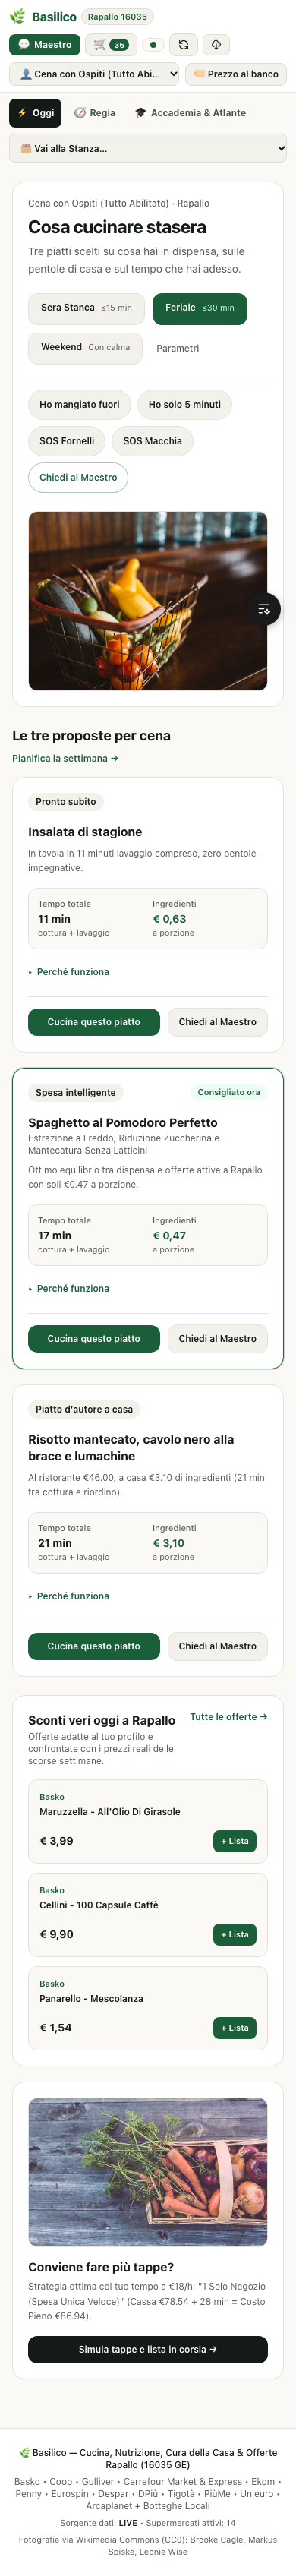 Basilico Rapallo 16035
Maestro 36
Cena con Ospiti (Tutto Abi... Prezzo al banco
Oggi Regia Accademia & Atlante
Vai alla Stanza...
Cena con Ospiti (Tutto Abilitato) · Rapallo
Cosa cucinare stasera
Tre piatti scelti su cosa hai in dispensa, sulle
pentole di casa e sul tempo che hai adesso.
Sera Stanca ≤15 min Feriale ≤30 min
Weekend Con calma Parametri
Ho mangiato fuori Ho solo 5 minuti
SOS Fornelli SOS Macchia
Chiedi al Maestro
Le tre proposte per cena
Pianifica la settimana →
Pronto subito
Insalata di stagione
In tavola in 11 minuti lavaggio compreso, zero pentole
impegnative.
Tempo totale Ingredienti
11 min € 0,63
cottura + lavaggio a porzione
▸ Perché funziona
Cucina questo piatto Chiedi al Maestro
Spesa intelligente Consigliato ora
Spaghetto al Pomodoro Perfetto
Estrazione a Freddo, Riduzione Zuccherina e
Mantecatura Senza Latticini
Ottimo equilibrio tra dispensa e offerte attive a Rapallo
con soli €0.47 a porzione.
Tempo totale Ingredienti
17 min € 0,47
cottura + lavaggio a porzione
▸ Perché funziona
Cucina questo piatto Chiedi al Maestro
Piatto d'autore a casa
Risotto mantecato, cavolo nero alla
brace e lumachine
Al ristorante €46.00, a casa €3.10 di ingredienti (21 min
tra cottura e riordino).
Tempo totale Ingredienti
21 min € 3,10
cottura + lavaggio a porzione
▸ Perché funziona
Cucina questo piatto Chiedi al Maestro
Sconti veri oggi a Rapallo Tutte le offerte →
Offerte adatte al tuo profilo e
confrontate con i prezzi reali delle
scorse settimane.
Basko
Maruzzella - All'Olio Di Girasole
€ 3,99 + Lista
Basko
Cellini - 100 Capsule Caffè
€ 9,90 + Lista
Basko
Panarello - Mescolanza
€ 1,54 + Lista
Conviene fare più tappe?
Strategia ottima col tuo tempo a €18/h: "1 Solo Negozio
(Spesa Unica Veloce)" (Cassa €78.54 + 28 min = Costo
Pieno €86.94).
Simula tappe e lista in corsia →
Basilico — Cucina, Nutrizione, Cura della Casa & Offerte
Rapallo (16035 GE)
Basko • Coop • Gulliver • Carrefour Market & Express • Ekom •
Penny • Eurospin • Despar • DPiù • Tigotà • PiùMe • Unieuro •
Arcaplanet + Botteghe Locali
Sorgente dati: LIVE • Supermercati attivi: 14
Fotografie via Wikimedia Commons (CC0): Brooke Cagle, Markus
Spiske, Leonie Wise